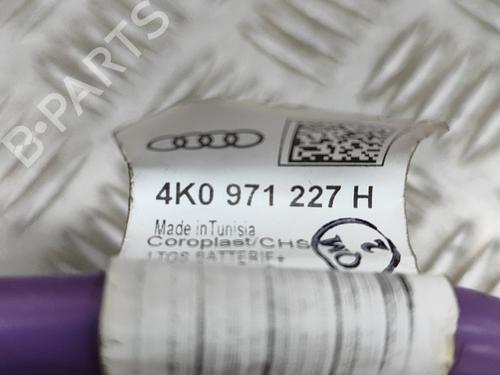 B-PARTS
4K0 971 227 H
Made in Tunisia
Coroplast/CHS
LTGS BATTERIE+